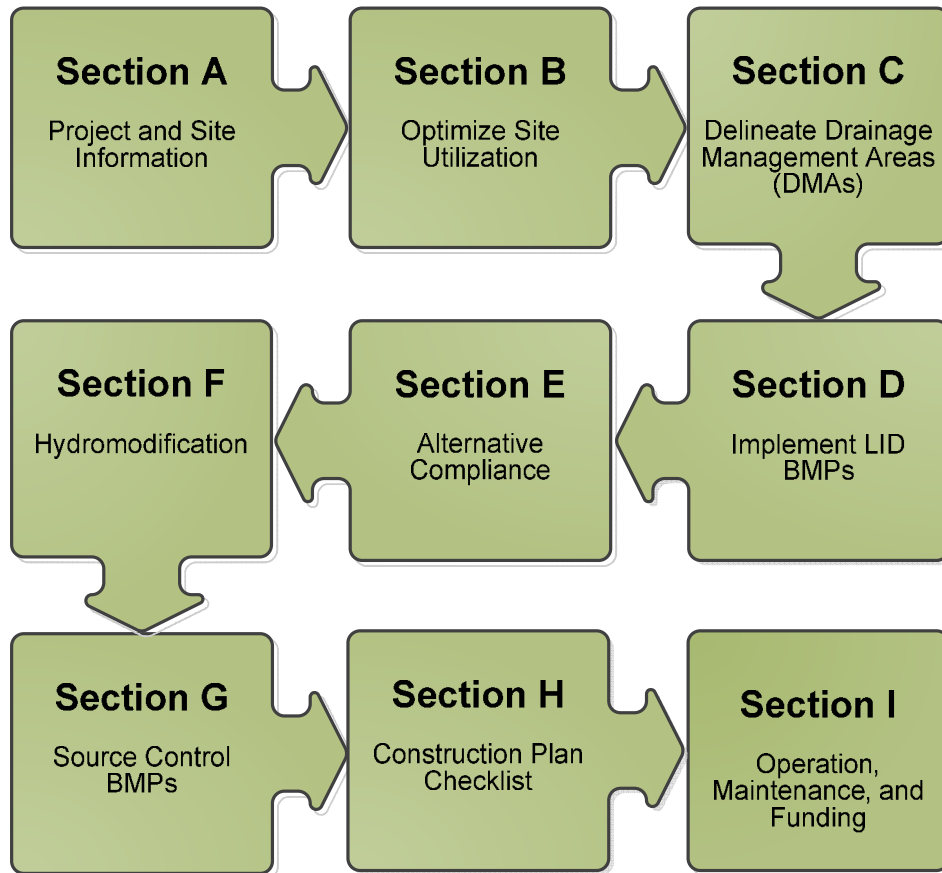 Section A
Project and Site
Information
Section B
Optimize Site
Utilization
Section C
Delineate Drainage
Management Areas
(DMAs)
Section D
Implement LID
BMPs
Section E
Alternative
Compliance
Section F
Hydromodification
Section G
Source Control
BMPs
Section H
Construction Plan
Checklist
Section I
Operation,
Maintenance, and
Funding